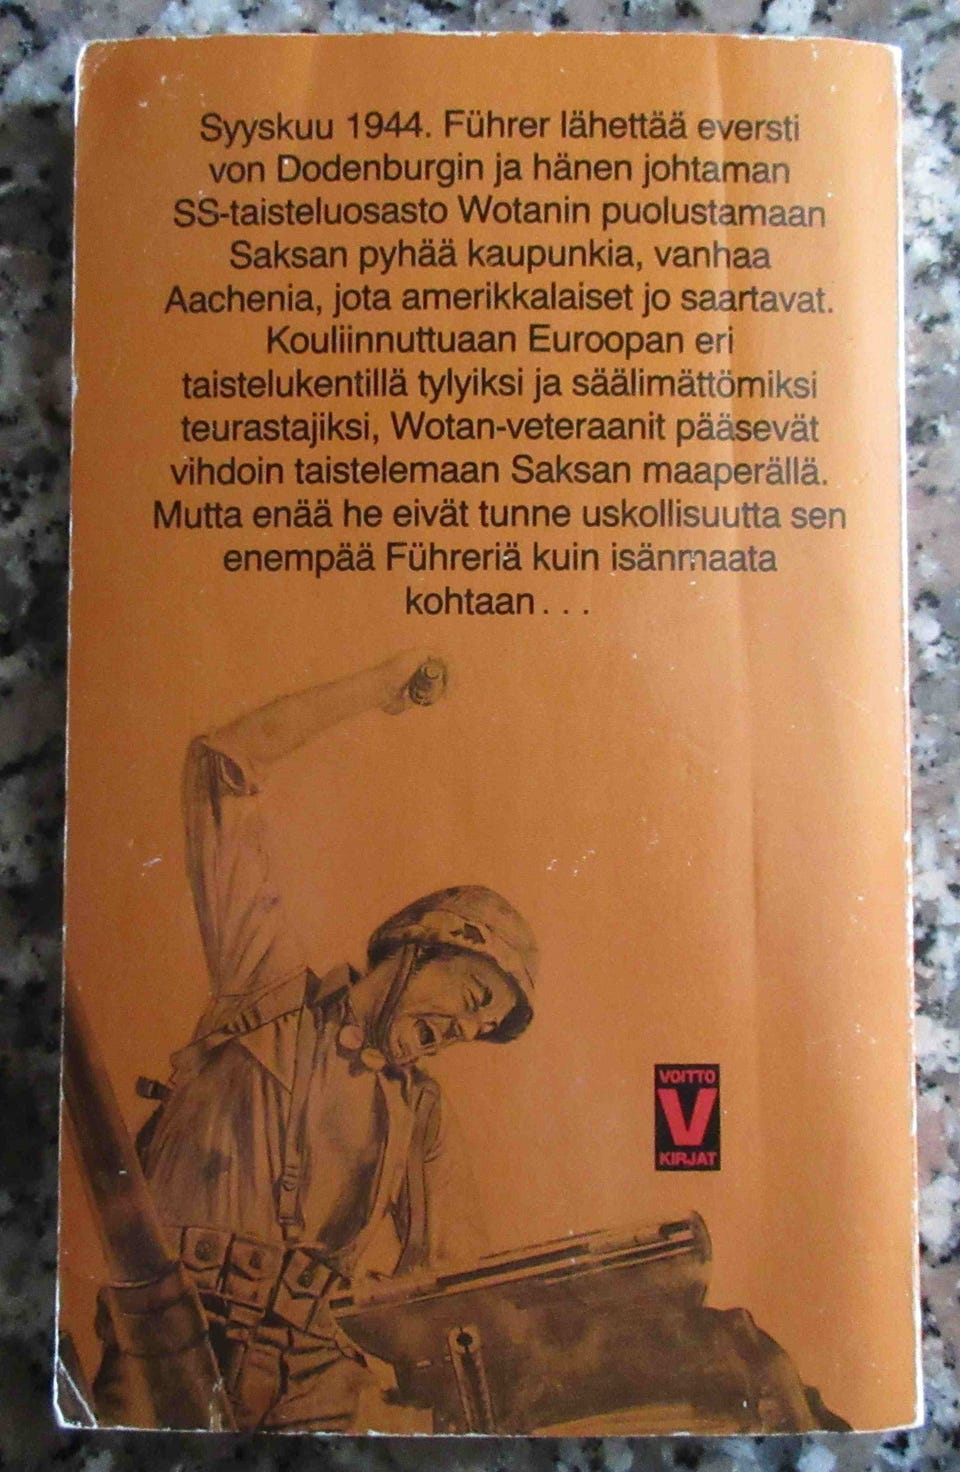 Syyskuu 1944. Führer lähettää eversti
von Dodenburgin ja hänen johtaman
SS-taisteluosasto Wotanin puolustamaan
Saksan pyhää kaupunkia, vanhaa
Aachenia, jota amerikkalaiset jo saartavat.
Kouliinnuttuaan Euroopan eri
taistelukentillä tylyiksi ja säälimättömiksi
teurastajiksi, Wotan-veteraanit pääsevät
vihdoin taistelemaan Saksan maaperällä.
Mutta enää he eivät tunne uskollisuutta sen
enempää Führeriä kuin isänmaata
kohtaan . . .
VOITTO
V
KIRJAT